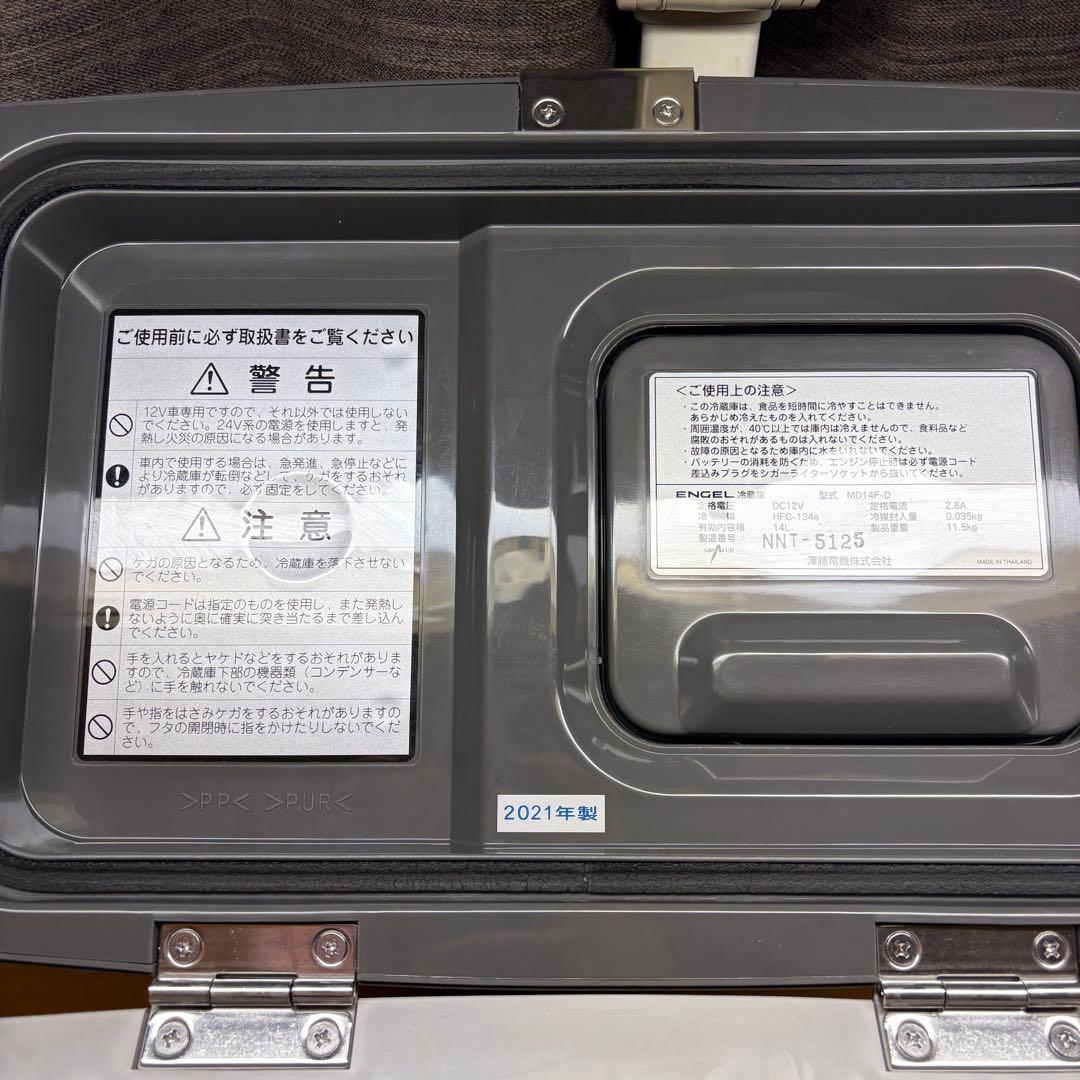 ご使用前に必ず取扱書をご覧ください
警告
12V車専用ですので、それ以外では使用しない
でください。24V系の電源を使用しますと、発
熱し火災の原因になる場合があります。
車内で使用する場合は、急発進、急停止などに
より冷蔵庫が転倒などして、ケガをするおそれ
がありますので、必ず固定をしてください。
注意
ケガの原因となるため、冷蔵庫を落下させない
でください。
電源コードは指定のものを使用し、また発熱し
ないように奥に確実に突き当たるまで差し込ん
でください。
手を入れるとヤケドなどをするおそれがありま
すので、冷蔵庫下部の機器類（コンデンサーな
ど）に手を触れないでください。
手や指をはさみケガをするおそれがありますの
で、フタの開閉時に指をかけたりしないでくだ
さい。
>PP< >PUR<
2021年製
＜ご使用上の注意＞
・この冷蔵庫は、食品を短時間に冷やすことはできません。
あらかじめ冷えたものを入れてください。
・周囲温度が、40℃以上では庫内は冷えませんので、食料品など
腐敗のおそれがあるものは入れないでください。
・故障の原因となるため庫内に水をいれないでください。
・バッテリーの消耗を防ぐため、エンジン停止時は必ず電源コード
差込みプラグをシガーライターソケットから抜いてください。
ENGEL 冷蔵庫 型式 MD14F-D
定格電圧 DC12V 定格電流 2.8A
冷媒 HFC-134a 冷媒封入量 0.035kg
有効内容積 14L 製品重量 11.5kg
製造番号： NNT-5125
SAWAFUJI 澤藤電機株式会社 MADE IN THAILAND